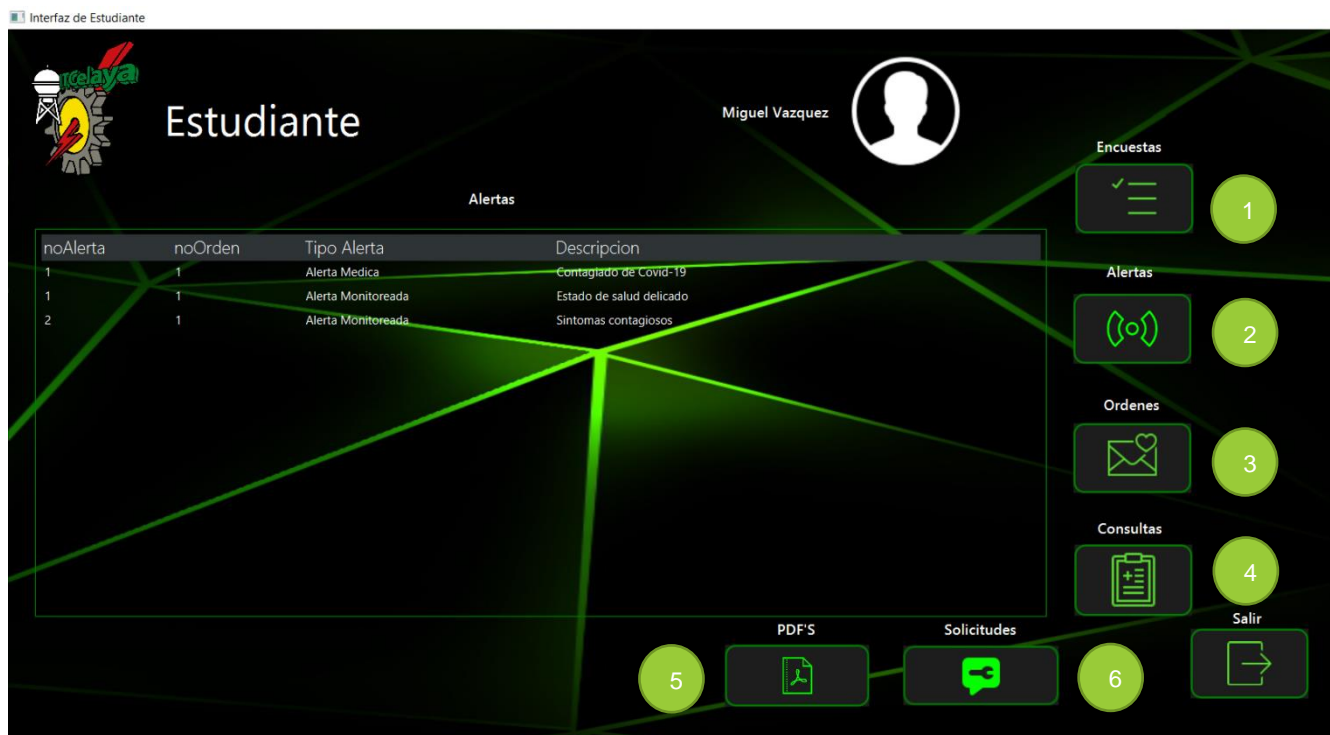 Interfaz de Estudiante
ITCelaya
Estudiante
Miguel Vazquez
Encuestas
1
Alertas
noAlerta noOrden Tipo Alerta Descripcion
1 1 Alerta Medica Contagiado de Covid-19
1 1 Alerta Monitoreada Estado de salud delicado
2 1 Alerta Monitoreada Sintomas contagiosos
Alertas
2
Ordenes
3
Consultas
4
Salir
PDF'S
Solicitudes
5
6